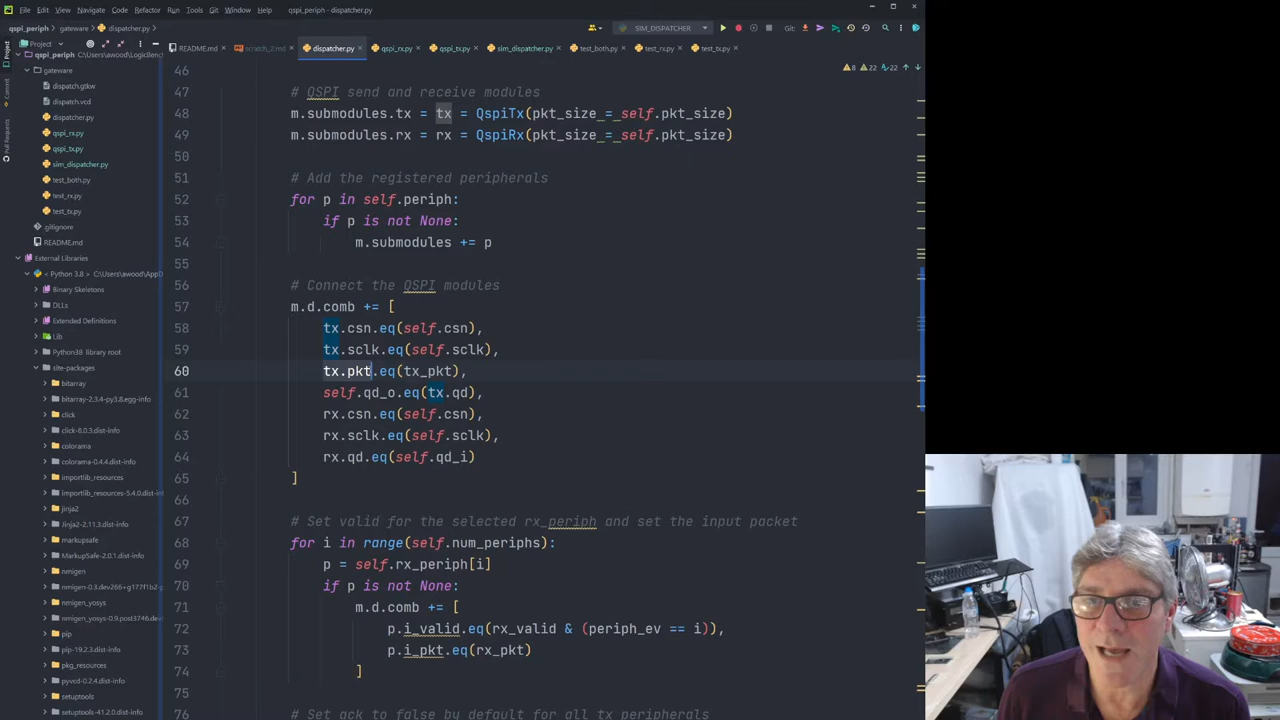 File Edit View Navigate Code Refactor Run Tools Git Window Help qspi_periph - dispatcher.py
qspi_periph gateware dispatcher.py SIM_DISPATCHER Git:
Project README.md scratch_2.md dispatcher.py qspi_rx.py qspi_tx.py sim_dispatcher.py test_both.py test_rx.py test_tx.py
Project
Commit
Pull Requests
qspi_periph C:\Users\awood\LogicBenc
gateware
dispatch.gtkw
dispatch.vcd
dispatcher.py
qspi_rx.py
qspi_tx.py
sim_dispatcher.py
test_both.py
test_rx.py
test_tx.py
.gitignore
README.md
External Libraries
< Python 3.8 > C:\Users\awood\AppD
Binary Skeletons
DLLs
Extended Definitions
Lib
Python38 library root
site-packages
bitarray
bitarray-2.3.4-py3.8.egg-info
click
click-8.0.3.dist-info
colorama
colorama-0.4.4.dist-info
importlib_resources
importlib_resources-5.4.0.dist-info
jinja2
Jinja2-2.11.3.dist-info
markupsafe
MarkupSafe-2.0.1.dist-info
nmigen
nmigen-0.3.dev266+g177f1b2-
nmigen_yosys
nmigen_yosys-0.9.post3746.dev
pip
pip-19.2.3.dist-info
pkg_resources
pyvcd-0.2.4.dist-info
setuptools
setuptools-41.2.0.dist-info
8 22 22
46
47 # QSPI send and receive modules
48 m.submodules.tx = tx = QspiTx(pkt_size = self.pkt_size)
49 m.submodules.rx = rx = QspiRx(pkt_size = self.pkt_size)
50
51 # Add the registered peripherals
52 for p in self.periph:
53 if p is not None:
54 m.submodules += p
55
56 # Connect the QSPI modules
57 m.d.comb += [
58 tx.csn.eq(self.csn),
59 tx.sclk.eq(self.sclk),
60 tx.pkt.eq(tx_pkt),
61 self.qd_o.eq(tx.qd),
62 rx.csn.eq(self.csn),
63 rx.sclk.eq(self.sclk),
64 rx.qd.eq(self.qd_i)
65 ]
66
67 # Set valid for the selected rx_periph and set the input packet
68 for i in range(self.num_periphs):
69 p = self.rx_periph[i]
70 if p is not None:
71 m.d.comb += [
72 p.i_valid.eq(rx_valid & (periph_ev == i)),
73 p.i_pkt.eq(rx_pkt)
74 ]
75
76 # Set ack to false by default for all tx peripherals